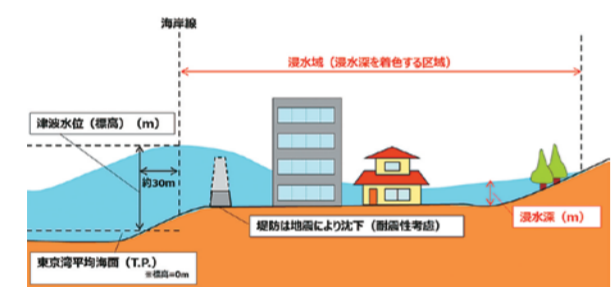 海岸線
浸水域（浸水深を着色する区域）
津波水位（標高）（m）
約30m
堤防は地震により沈下（耐震性考慮）
浸水深（m）
東京湾平均海面（T.P.）
※標高=0m